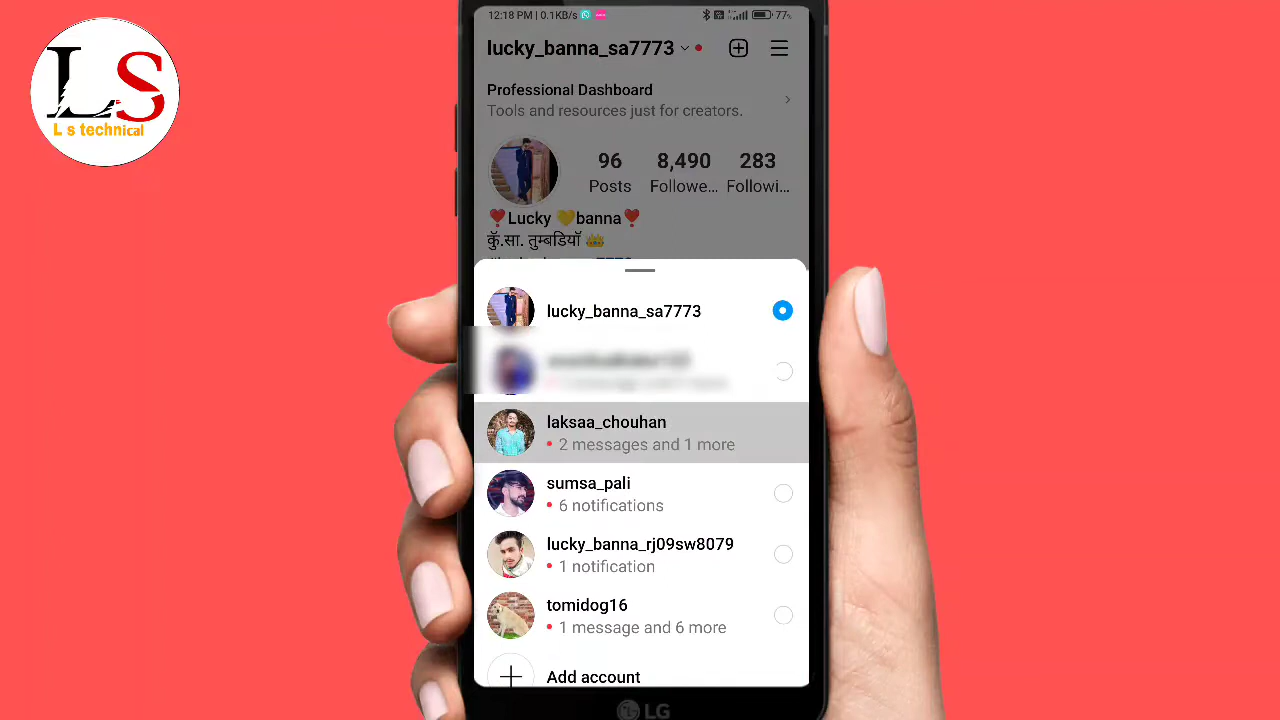 LS
L s technical
12:18 PM | 0.1KB/s
77%
lucky_banna_sa7773
Professional Dashboard
Tools and resources just for creators.
96 8,490 283
Posts Followe... Followi...
❣️Lucky 💛banna❣️
कुॅ.सा. तुम्बडियॉ 👑
lucky_banna_sa7773
laksaa_chouhan
2 messages and 1 more
sumsa_pali
6 notifications
lucky_banna_rj09sw8079
1 notification
tomidog16
1 message and 6 more
Add account
LG